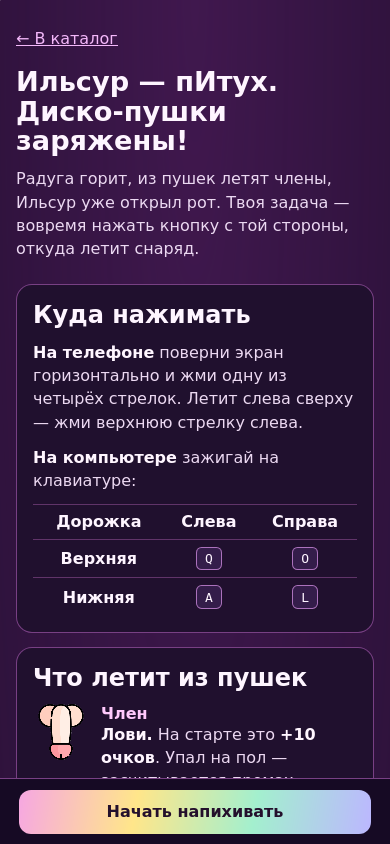 ← В каталог
Ильсур — пИтух.
Диско-пушки
заряжены!
Радуга горит, из пушек летят члены,
Ильсур уже открыл рот. Твоя задача —
вовремя нажать кнопку с той стороны,
откуда летит снаряд.
Куда нажимать
На телефоне поверни экран
горизонтально и жми одну из
четырёх стрелок. Летит слева сверху
— жми верхнюю стрелку слева.
На компьютере зажигай на
клавиатуре:
Дорожка Слева Справа
Верхняя Q O
Нижняя A L
Что летит из пушек
Член
Лови. На старте это +10
очков. Упал на пол —
засчитывается промах.
Начать напихивать